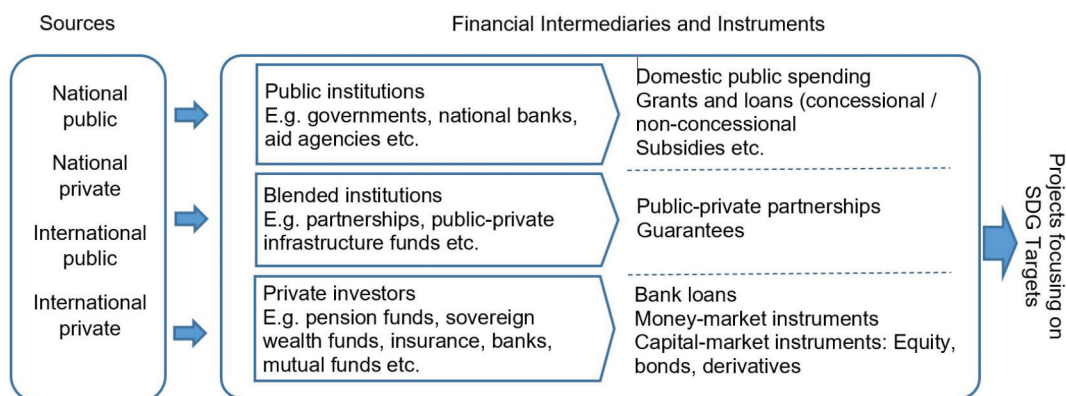 Sources
Financial Intermediaries and Instruments
National
public
National
private
International
public
International
private
Public institutions
E.g. governments, national banks,
aid agencies etc.
Domestic public spending
Grants and loans (concessional /
non-concessional
Subsidies etc.
Blended institutions
E.g. partnerships, public-private
infrastructure funds etc.
Public-private partnerships
Guarantees
Private investors
E.g. pension funds, sovereign
wealth funds, insurance, banks,
mutual funds etc.
Bank loans
Money-market instruments
Capital-market instruments: Equity,
bonds, derivatives
Projects focusing on
SDG Targets